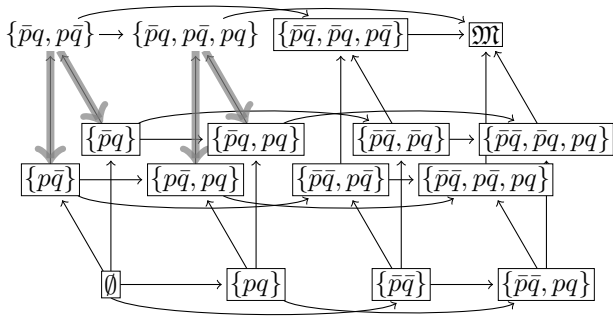 {p̄q, pq̄} {p̄q, pq̄, pq} {p̄q̄, p̄q, pq̄} 𝔐
{p̄q} {p̄q, pq} {p̄q̄, p̄q} {p̄q̄, p̄q, pq}
{pq̄} {pq̄, pq} {p̄q̄, pq̄} {p̄q̄, pq̄, pq}
∅ {pq} {p̄q̄} {p̄q̄, pq}